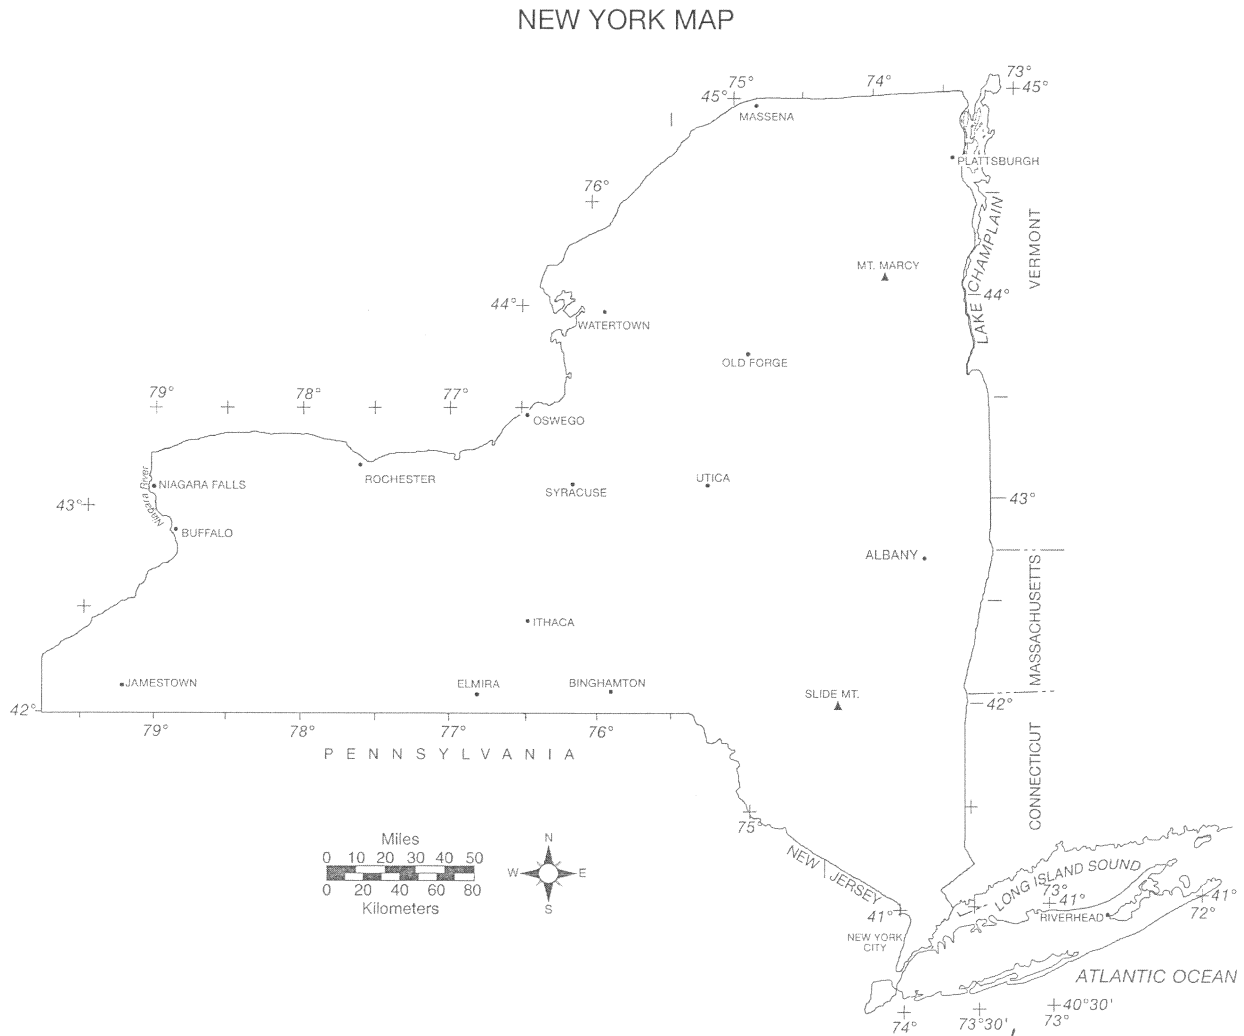 NEW YORK MAP
73°
75°
74°
45°
45°
MASSENA
PLATTSBURGH
76°
LAKE CHAMPLAIN
VERMONT
MT. MARCY
44°
44°
WATERTOWN
OLD FORGE
79°
78°
77°
OSWEGO
Niagara River
NIAGARA FALLS
ROCHESTER
SYRACUSE
UTICA
43°
43°
BUFFALO
ALBANY
MASSACHUSETTS
ITHACA
JAMESTOWN
ELMIRA
BINGHAMTON
SLIDE MT.
42°
42°
79°
78°
77°
76°
PENNSYLVANIA
CONNECTICUT
75°
Miles
0 10 20 30 40 50
0 20 40 60 80
Kilometers
N
W
E
S
NEW JERSEY
LONG ISLAND SOUND
73°
41°
41°
41°
72°
RIVERHEAD
NEW YORK
CITY
ATLANTIC OCEAN
40°30'
74°
73°30'
73°